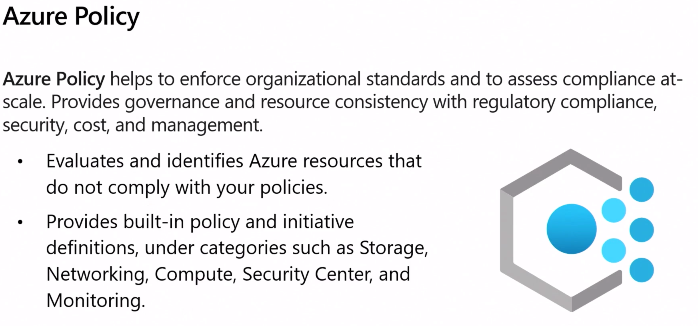 Azure Policy
Azure Policy helps to enforce organizational standards and to assess compliance at-
scale. Provides governance and resource consistency with regulatory compliance,
security, cost, and management.
• Evaluates and identifies Azure resources that
do not comply with your policies.
• Provides built-in policy and initiative
definitions, under categories such as Storage,
Networking, Compute, Security Center, and
Monitoring.